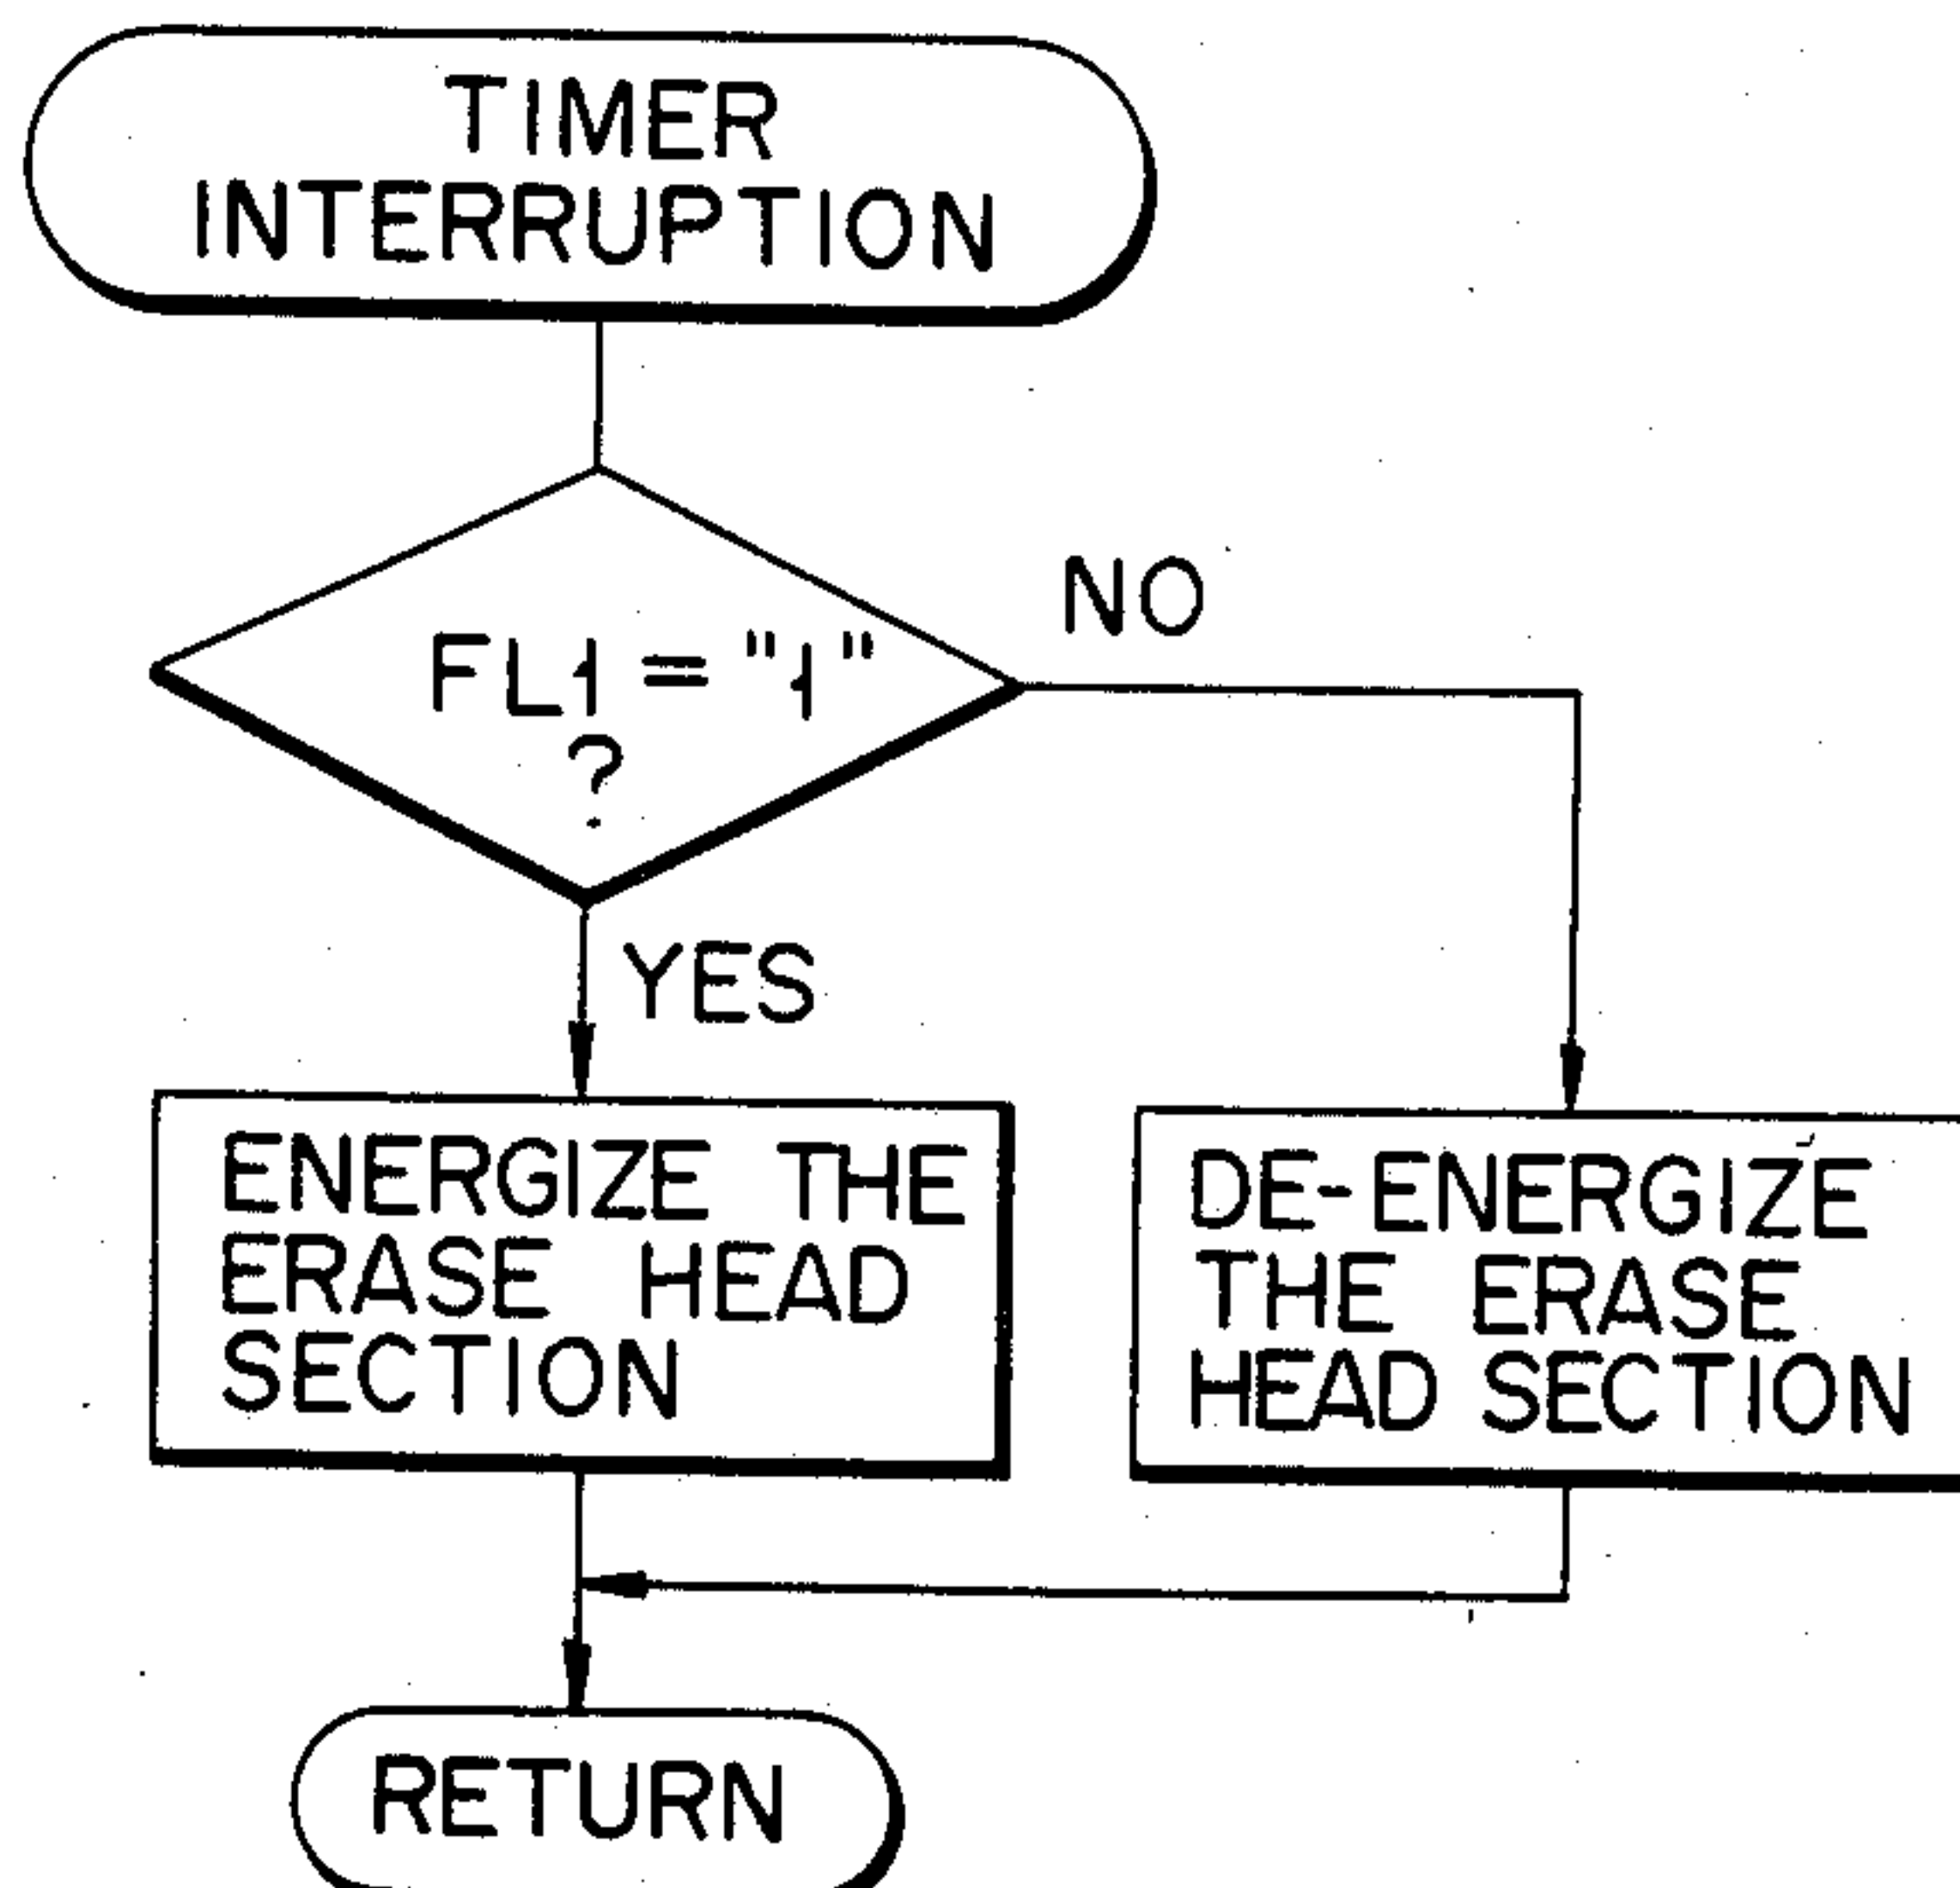 TIMER
INTERRUPTION
NO
FL1 = "1"
?
YES
ENERGIZE THE
ERASE HEAD
SECTION
DE-ENERGIZE
THE ERASE
HEAD SECTION
RETURN